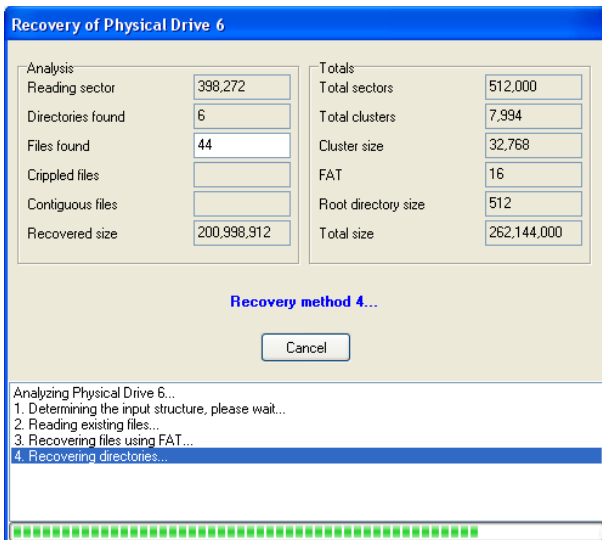 Recovery of Physical Drive 6
Analysis
Reading sector 398,272
Directories found 6
Files found 44
Crippled files
Contiguous files
Recovered size 200,998,912
Totals
Total sectors 512,000
Total clusters 7,994
Cluster size 32,768
FAT 16
Root directory size 512
Total size 262,144,000
Recovery method 4...
Cancel
Analyzing Physical Drive 6...
1. Determining the input structure, please wait...
2. Reading existing files...
3. Recovering files using FAT...
4. Recovering directories...